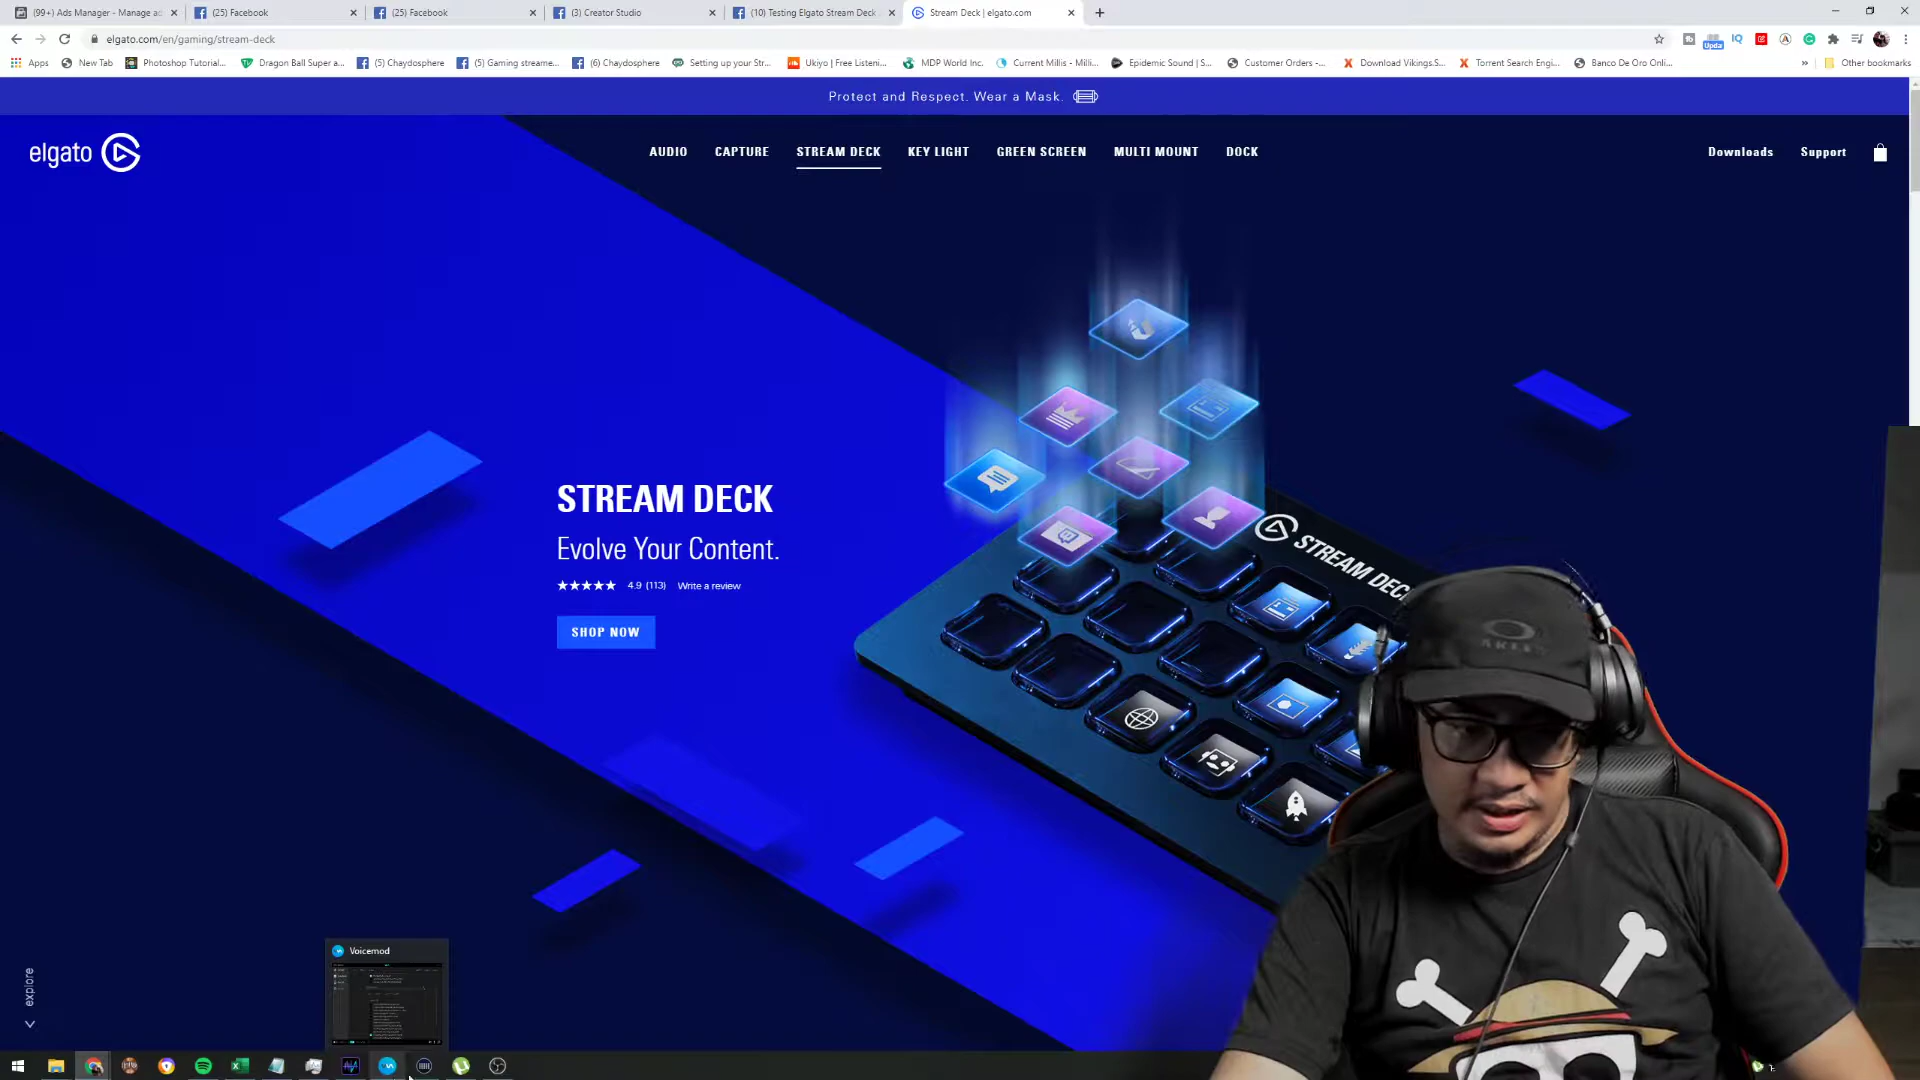 (99+) Ads Manager - Manage ad
(25) Facebook
(25) Facebook
(3) Creator Studio
(10) Testing Elgato Stream Deck
Stream Deck | elgato.com
elgato.com/en/gaming/stream-deck
Upda
IQ
Apps
New Tab
Photoshop Tutorial...
Dragon Ball Super a...
(5) Chaydosphere
(5) Gaming streame...
(6) Chaydosphere
Setting up your Str...
Ukiyo | Free Listeni...
MDP World Inc.
Current Millis - Milli...
Epidemic Sound | S...
Customer Orders -...
Download Vikings.S...
Torrent Search Engi...
Banco De Oro Onli...
Other bookmarks
Protect and Respect. Wear a Mask.
elgato
AUDIO
CAPTURE
STREAM DECK
KEY LIGHT
GREEN SCREEN
MULTI MOUNT
DOCK
Downloads
Support
STREAM DECK
Evolve Your Content.
4.9 (113) Write a review
SHOP NOW
STREAM DEC
OAKLEY
Voicemod
explore